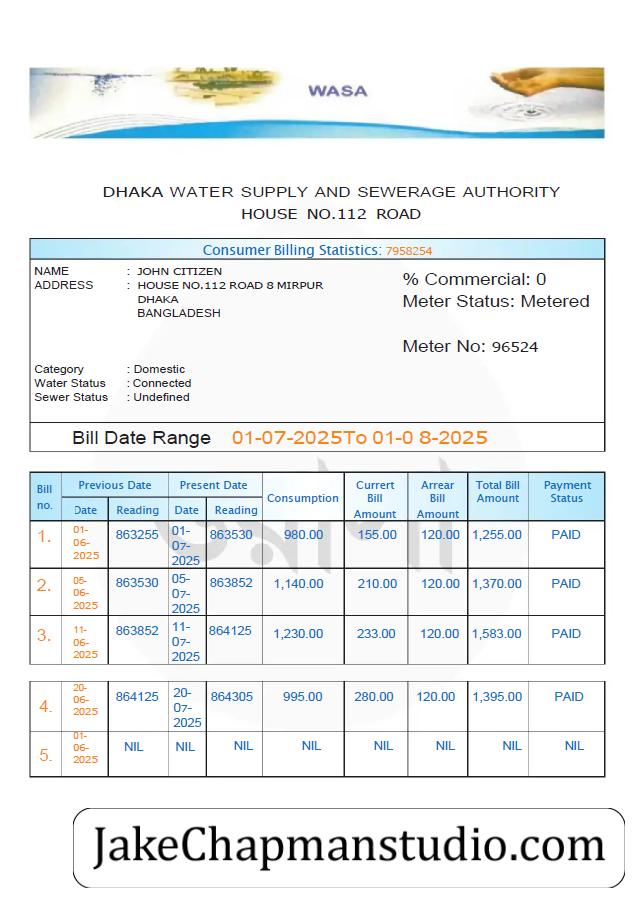 WASA
DHAKA WATER SUPPLY AND SEWERAGE AUTHORITY
HOUSE NO.112 ROAD
Consumer Billing Statistics: 7958254
NAME : JOHN CITIZEN
ADDRESS : HOUSE NO.112 ROAD 8 MIRPUR
DHAKA
BANGLADESH
% Commercial: 0
Meter Status: Metered
Meter No: 96524
Category : Domestic
Water Status : Connected
Sewer Status : Undefined
Bill Date Range 01-07-2025To 01-0 8-2025
Bill no. Previous Date Present Date Consumption Currert Bill Amount Arrear Bill Amount Total Bill Amount Payment Status
Date Reading Date Reading
1. 01-06-2025 863255 01-07-2025 863530 980.00 155.00 120.00 1,255.00 PAID
2. 05-06-2025 863530 05-07-2025 863852 1,140.00 210.00 120.00 1,370.00 PAID
3. 11-06-2025 863852 11-07-2025 864125 1,230.00 233.00 120.00 1,583.00 PAID
4. 20-06-2025 864125 20-07-2025 864305 995.00 280.00 120.00 1,395.00 PAID
5. 01-06-2025 NIL NIL NIL NIL NIL NIL NIL NIL
JakeChapmanstudio.com